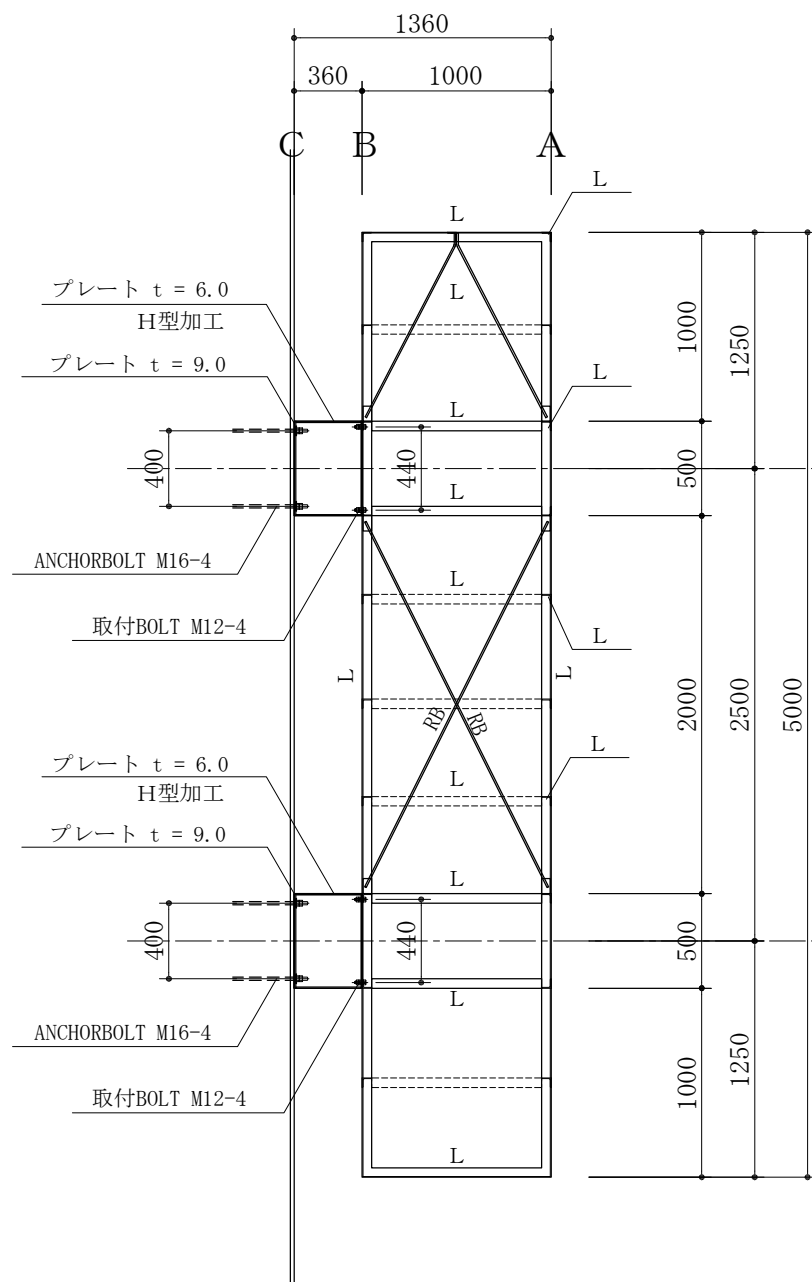 1360
360
1000
C
B
A
L
L
プレート t = 6.0
H型加工
L
1000
1250
プレート t = 9.0
L
L
400
440
L
500
ANCHORBOLT M16-4
L
取付BOLT M12-4
L
L
L
RB
RB
2000
2500
5000
プレート t = 6.0
H型加工
L
L
プレート t = 9.0
L
400
440
500
L
ANCHORBOLT M16-4
取付BOLT M12-4
1000
1250
L